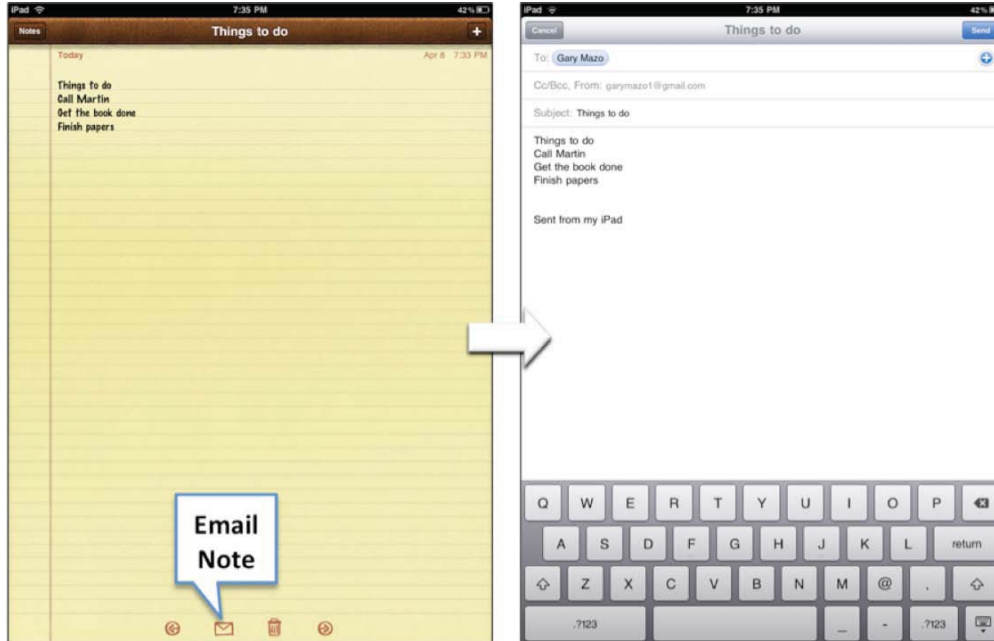 iPad 7:35 PM 42%
Notes Things to do +
Today Apr 8 7:33 PM
Things to do
Call Martin
Get the book done
Finish papers
Email
Note
iPad 7:35 PM 42%
Cancel Things to do Send
To: Gary Mazo
Cc/Bcc, From: garymazo1@gmail.com
Subject: Things to do
Things to do
Call Martin
Get the book done
Finish papers
Sent from my iPad
Q W E R T Y U I O P
A S D F G H J K L return
Z X C V B N M @ .
.?123 _ - .?123